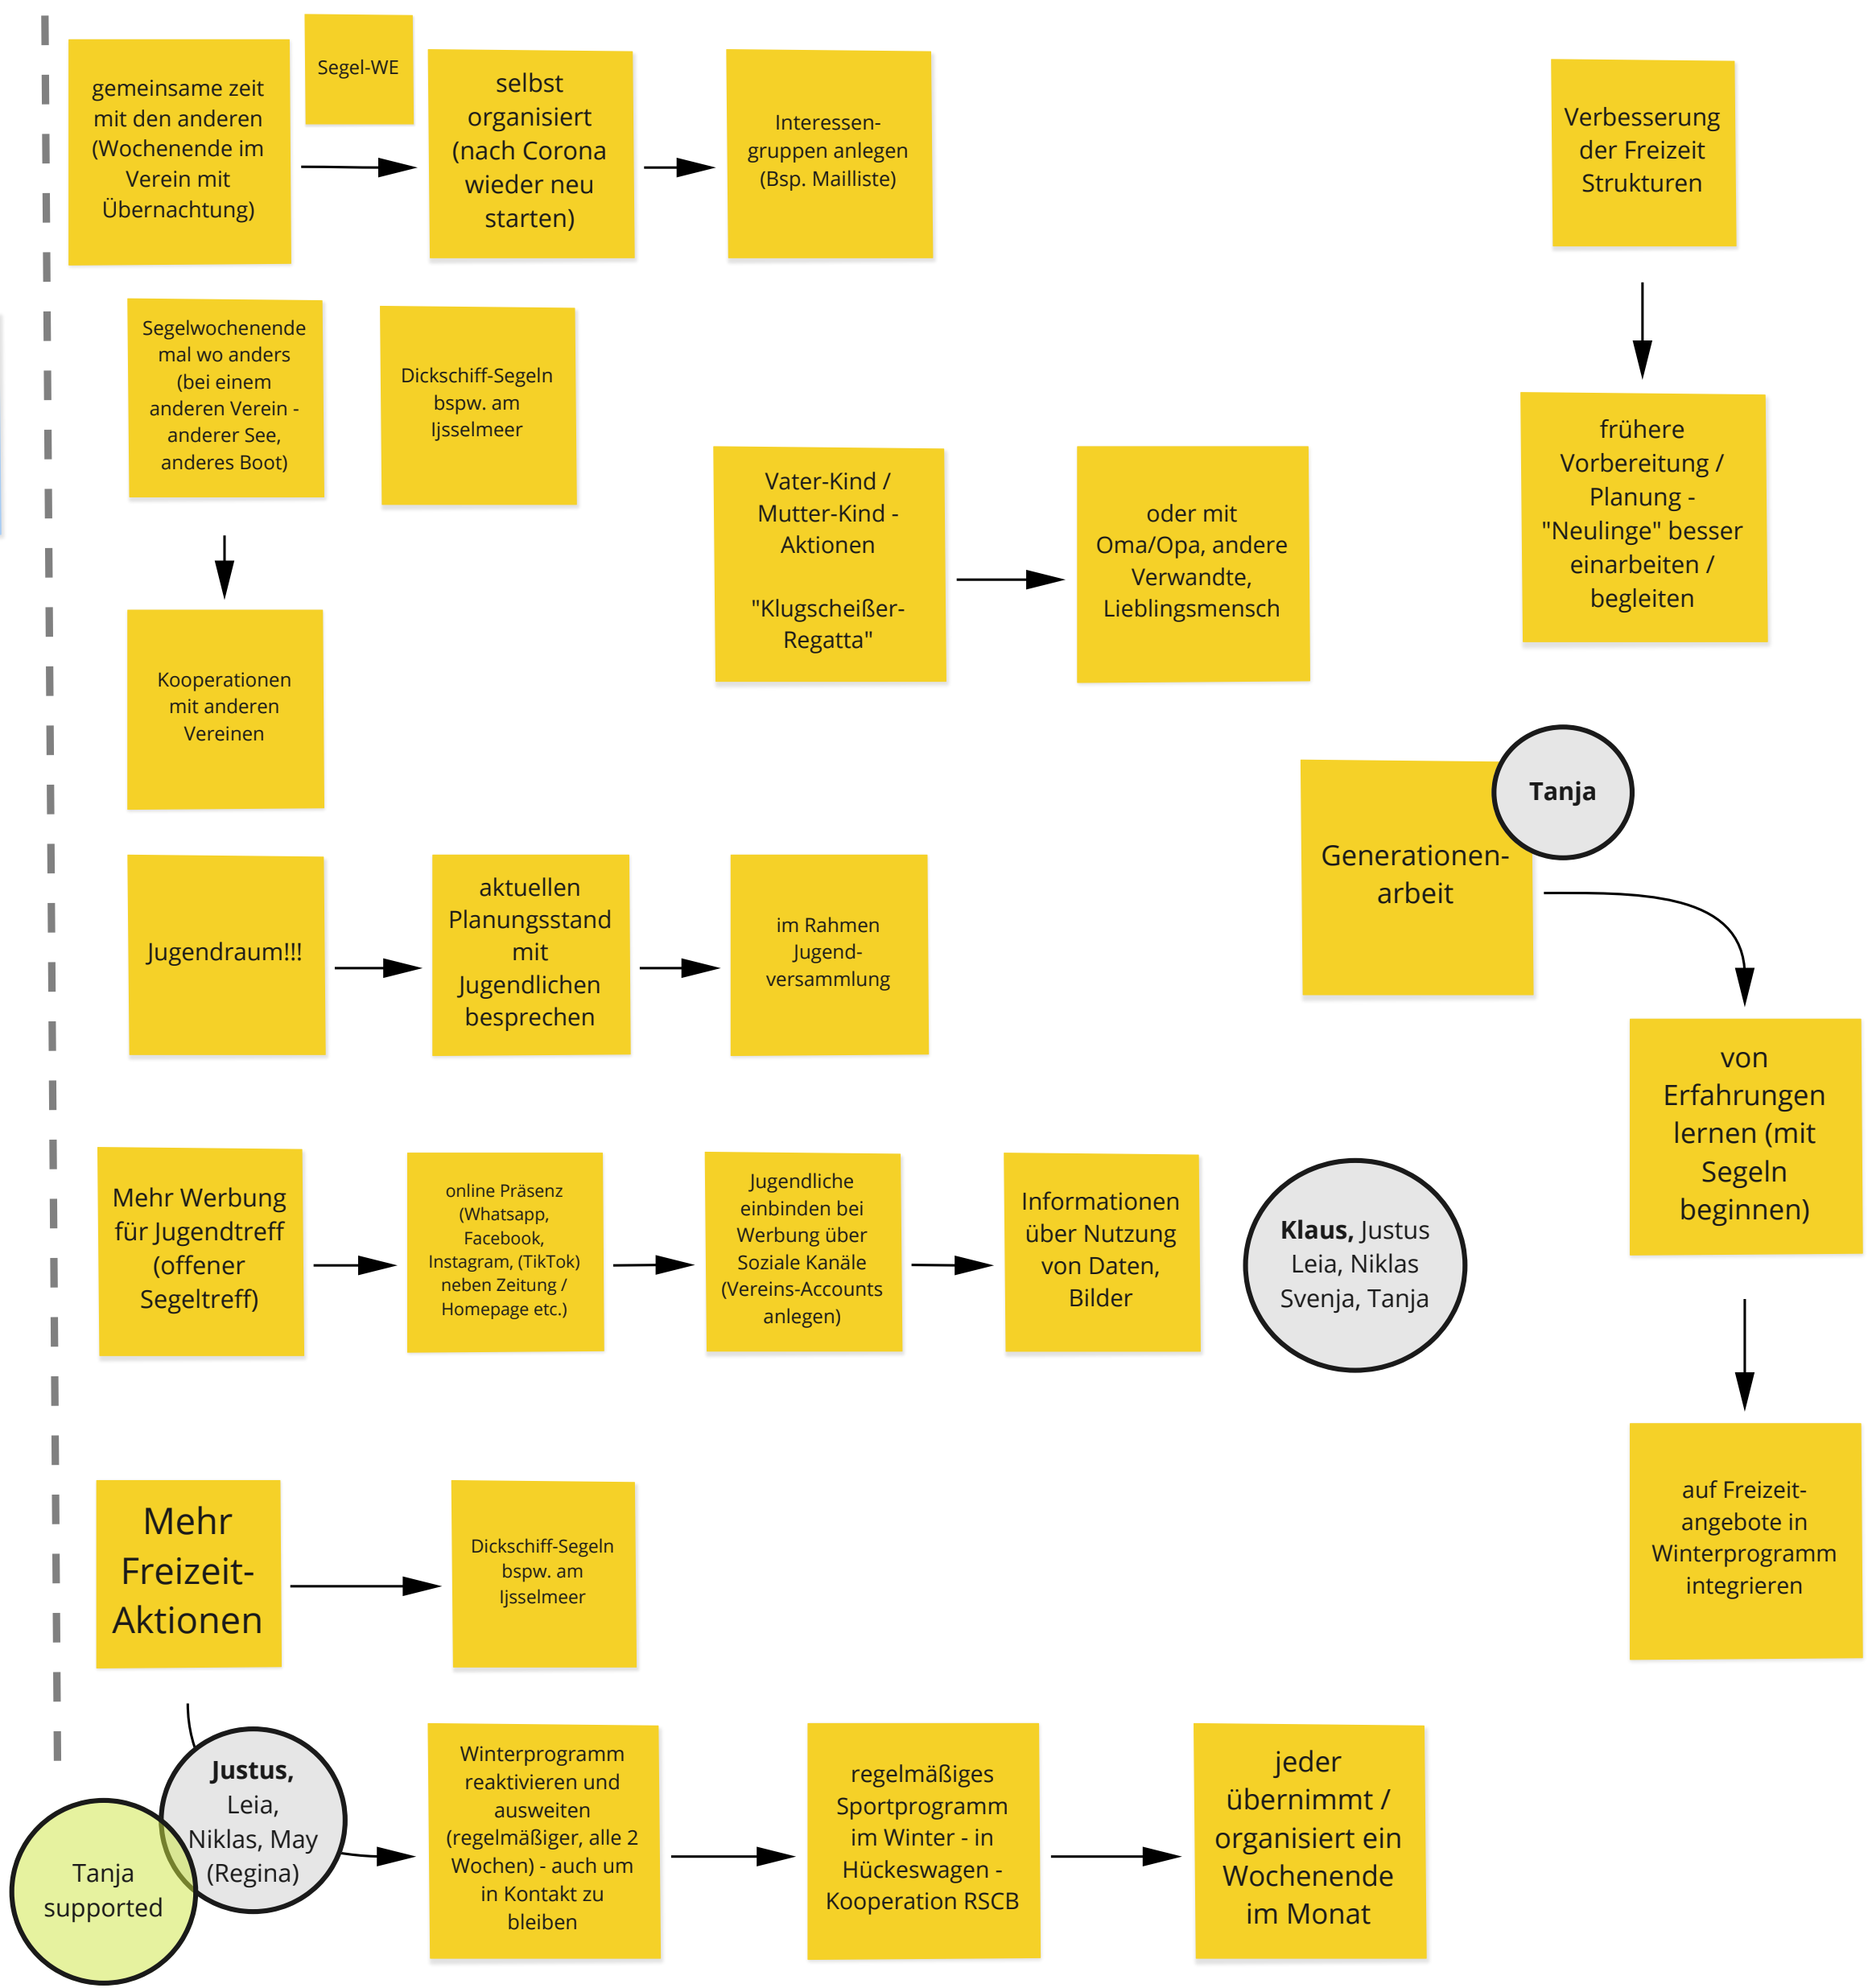 gemeinsame zeit
mit den anderen
(Wochenende im
Verein mit
Übernachtung)
Segel-WE
selbst
organisiert
(nach Corona
wieder neu
starten)
Interessen-
gruppen anlegen
(Bsp. Mailliste)
Verbesserung
der Freizeit
Strukturen
Segelwochenende
mal wo anders
(bei einem
anderen Verein -
anderer See,
anderes Boot)
Dickschiff-Segeln
bspw. am
Ijsselmeer
Vater-Kind /
Mutter-Kind -
Aktionen
"Klugscheißer-
Regatta"
oder mit
Oma/Opa, andere
Verwandte,
Lieblingsmensch
frühere
Vorbereitung /
Planung -
"Neulinge" besser
einarbeiten /
begleiten
Kooperationen
mit anderen
Vereinen
Tanja
Generationen-
arbeit
Jugendraum!!!
aktuellen
Planungsstand
mit
Jugendlichen
besprechen
im Rahmen
Jugend-
versammlung
von
Erfahrungen
lernen (mit
Segeln
beginnen)
Mehr Werbung
für Jugendtreff
(offener
Segeltreff)
online Präsenz
(Whatsapp,
Facebook,
Instagram, (TikTok)
neben Zeitung /
Homepage etc.)
Jugendliche
einbinden bei
Werbung über
Soziale Kanäle
(Vereins-Accounts
anlegen)
Informationen
über Nutzung
von Daten,
Bilder
Klaus, Justus
Leia, Niklas
Svenja, Tanja
auf Freizeit-
angebote in
Winterprogramm
integrieren
Mehr
Freizeit-
Aktionen
Dickschiff-Segeln
bspw. am
Ijsselmeer
Justus,
Leia,
Niklas, May
(Regina)
Tanja
supported
Winterprogramm
reaktivieren und
ausweiten
(regelmäßiger, alle 2
Wochen) - auch um
in Kontakt zu
bleiben
regelmäßiges
Sportprogramm
im Winter - in
Hückeswagen -
Kooperation RSCB
jeder
übernimmt /
organisiert ein
Wochenende
im Monat